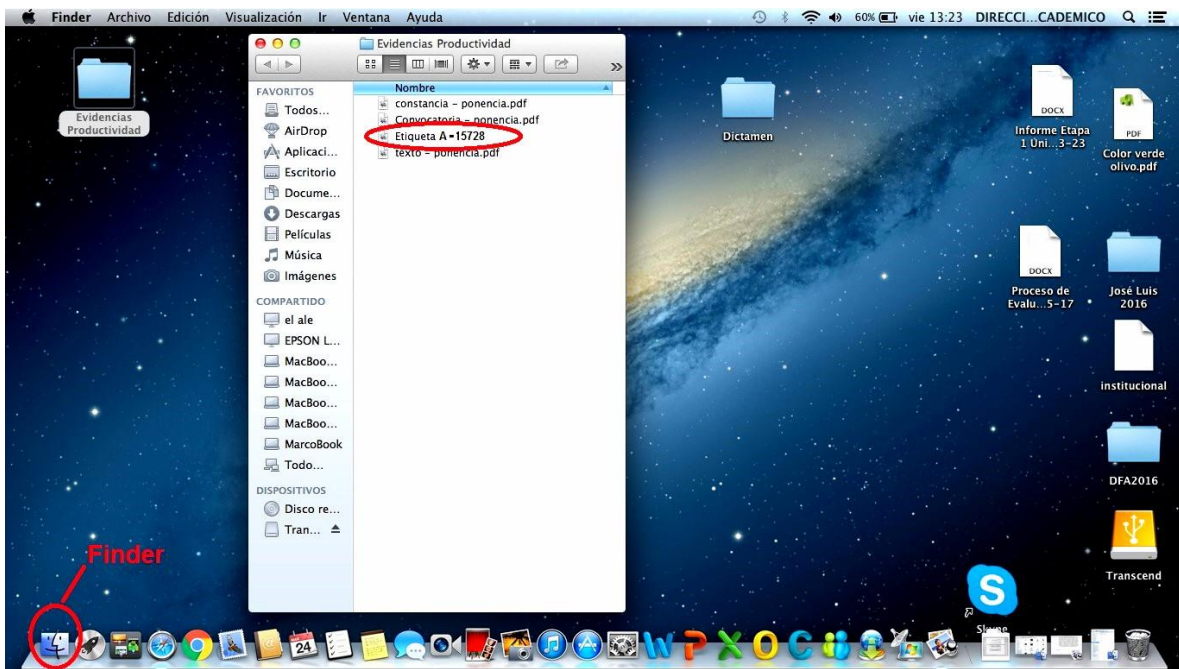 Finder Archivo Edición Visualización Ir Ventana Ayuda
60% vie 13:23 DIRECCI...CADEMICO
Evidencias Productividad
Evidencias
Productividad
FAVORITOS
Todos...
AirDrop
Aplicaci...
Escritorio
Docume...
Descargas
Películas
Música
Imágenes
COMPARTIDO
el ale
EPSON L...
MacBoo...
MacBoo...
MacBoo...
MacBoo...
MarcoBook
Todo...
DISPOSITIVOS
Disco re...
Tran...
Nombre
constancia - ponencia.pdf
Convocatoria - ponencia.pdf
Etiqueta A -15728
texto - ponencia.pdf
Dictamen
DOCX
Informe Etapa
1 Uni...3-23
PDF
Color verde
olivo.pdf
DOCX
Proceso de
Evalu...5-17
José Luis
2016
institucional
DFA2016
Transcend
Finder
S
Skype
24
W P X O C